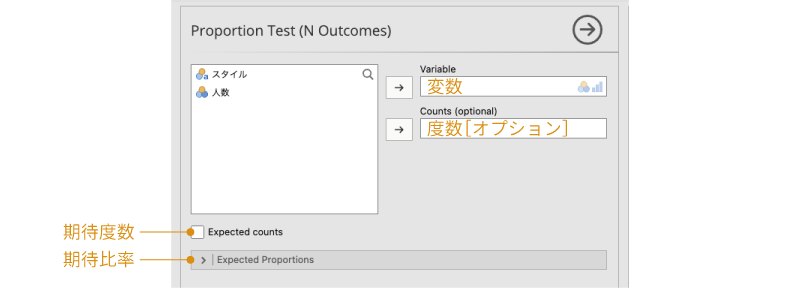 Proportion Test (N Outcomes)
スタイル
人数
Variable
変数
Counts (optional)
度数[オプション]
期待度数
Expected counts
期待比率
Expected Proportions